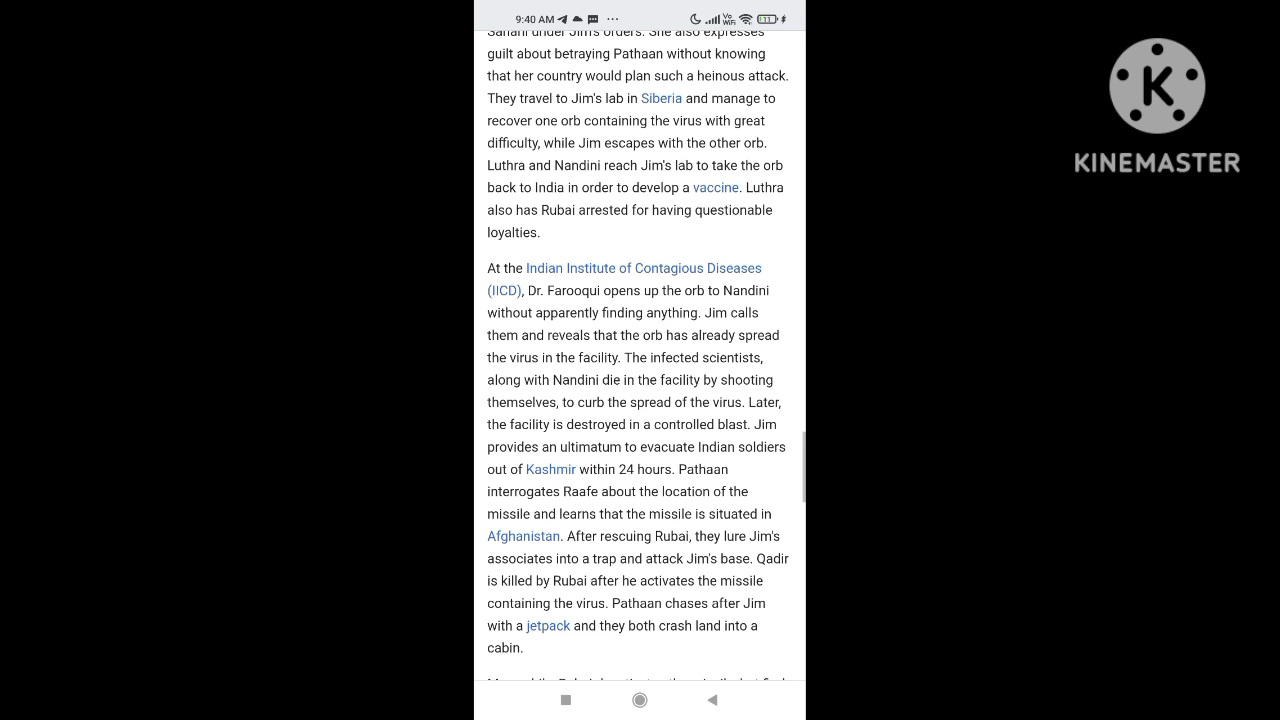 9:40 AM
Vo
WiFi
11
K
KINEMASTER
Sahani under Jim's orders. She also expresses
guilt about betraying Pathaan without knowing
that her country would plan such a heinous attack.
They travel to Jim's lab in Siberia and manage to
recover one orb containing the virus with great
difficulty, while Jim escapes with the other orb.
Luthra and Nandini reach Jim's lab to take the orb
back to India in order to develop a vaccine. Luthra
also has Rubai arrested for having questionable
loyalties.
At the Indian Institute of Contagious Diseases
(IICD), Dr. Farooqui opens up the orb to Nandini
without apparently finding anything. Jim calls
them and reveals that the orb has already spread
the virus in the facility. The infected scientists,
along with Nandini die in the facility by shooting
themselves, to curb the spread of the virus. Later,
the facility is destroyed in a controlled blast. Jim
provides an ultimatum to evacuate Indian soldiers
out of Kashmir within 24 hours. Pathaan
interrogates Raafe about the location of the
missile and learns that the missile is situated in
Afghanistan. After rescuing Rubai, they lure Jim's
associates into a trap and attack Jim's base. Qadir
is killed by Rubai after he activates the missile
containing the virus. Pathaan chases after Jim
with a jetpack and they both crash land into a
cabin.